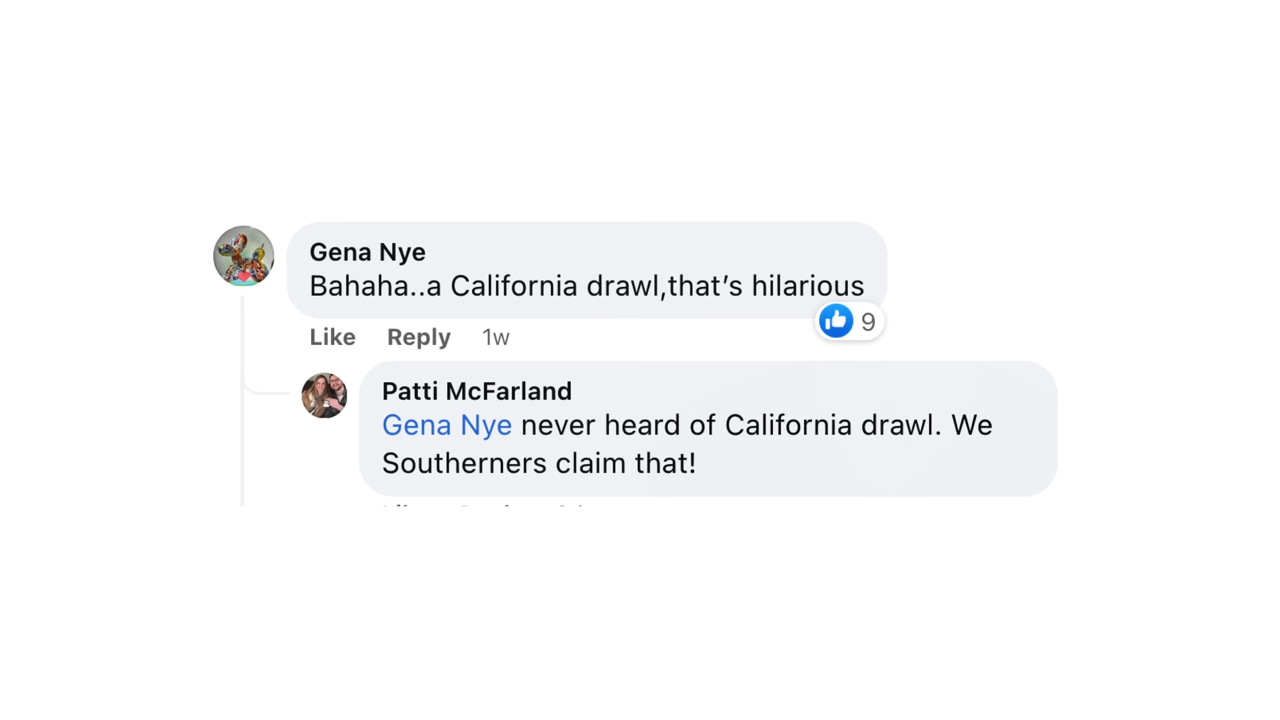 Gena Nye
Bahaha..a California drawl,that's hilarious
Like Reply 1w
9
Patti McFarland
Gena Nye never heard of California drawl. We
Southerners claim that!